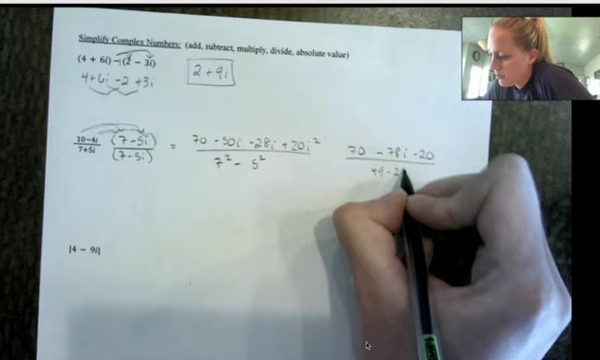 Simplify Complex Numbers: (add, subtract, multiply, divide, absolute value)
(4 + 6i) – (2 – 3i)
4+6i -2 +3i
2+9i
10-4i (7-5i) = 70 -50i -28i +20i² 70 - 78i -20
7+5i (7-5i) 7² - 5² 49 - 2
|4 – 9i|